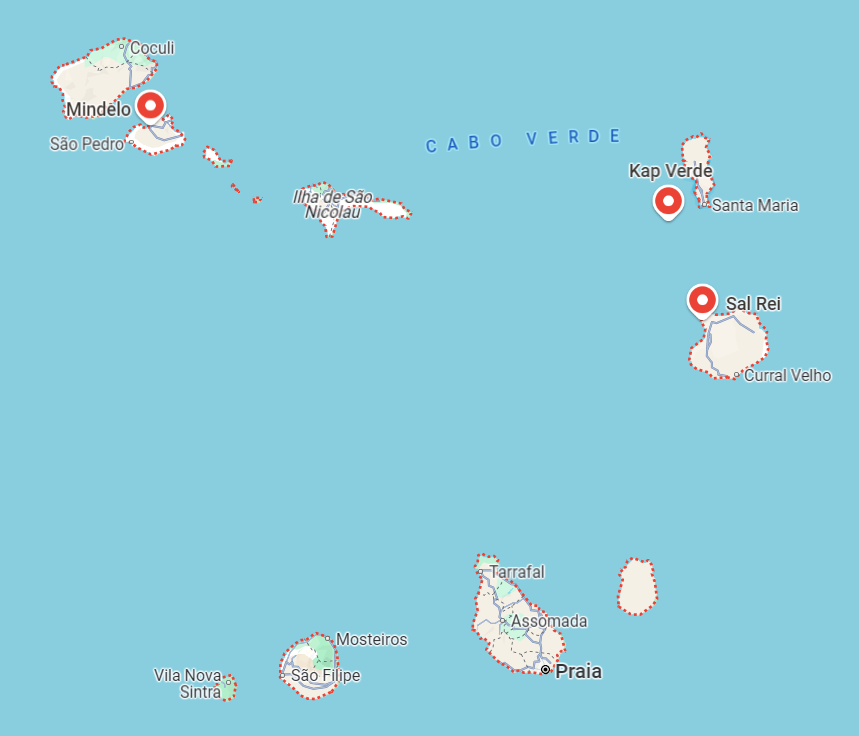 Coculi
Mindelo
São Pedro
CABO VERDE
Kap Verde
Ilha de São
Nicolau
Santa Maria
Sal Rei
Curral Velho
Tarrafal
Assomada
Mosteiros
Praia
Vila Nova
Sintra
São Filipe